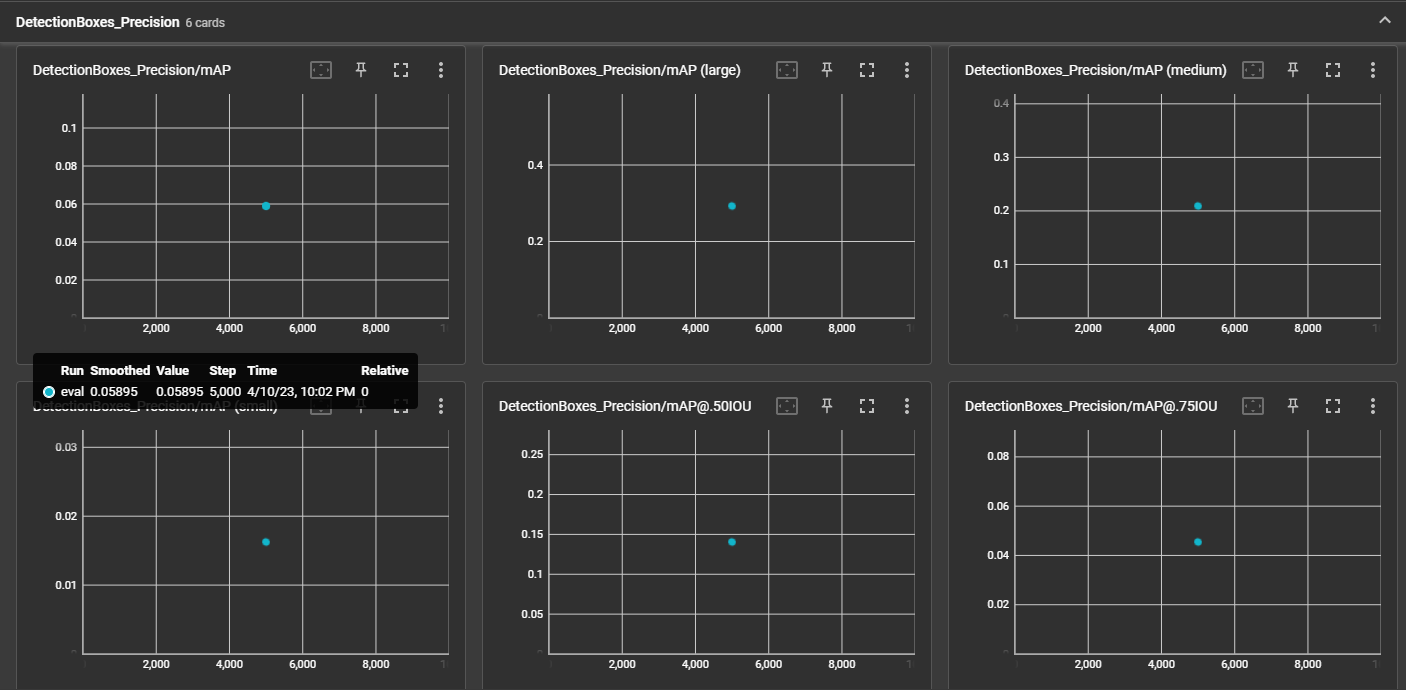 DetectionBoxes_Precision 6 cards
DetectionBoxes_Precision/mAP
0.1
0.08
0.06
0.04
0.02
2,000 4,000 6,000 8,000
DetectionBoxes_Precision/mAP (large)
0.4
0.2
2,000 4,000 6,000 8,000
DetectionBoxes_Precision/mAP (medium)
0.4
0.3
0.2
0.1
2,000 4,000 6,000 8,000
Run Smoothed Value Step Time Relative
eval 0.05895 0.05895 5,000 4/10/23, 10:02 PM 0
DetectionBoxes_Precision/mAP (small)
0.03
0.02
0.01
2,000 4,000 6,000 8,000
DetectionBoxes_Precision/mAP@.50IOU
0.25
0.2
0.15
0.1
0.05
2,000 4,000 6,000 8,000
DetectionBoxes_Precision/mAP@.75IOU
0.08
0.06
0.04
0.02
2,000 4,000 6,000 8,000